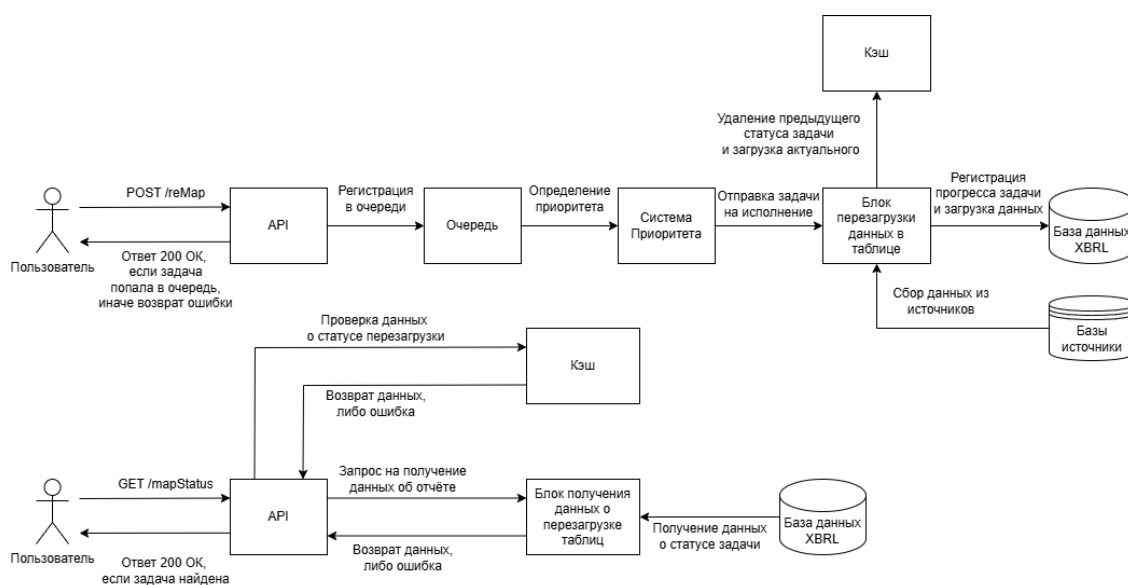 Кэш
Удаление предыдущего
статуса задачи
и загрузка актуального
POST /reMap
Регистрация
в очереди
Определение
приоритета
Отправка задачи
на исполнение
Регистрация
прогресса задачи
и загрузка данных
API
Очередь
Система
Приоритета
Блок
перезагрузки
данных в
таблице
База данных
XBRL
Пользователь
Ответ 200 ОК,
если задача
попала в очередь,
иначе возврат ошибки
Сбор данных из
источников
Базы
источники
Проверка данных
о статусе перезагрузки
Кэш
Возврат данных,
либо ошибка
GET /mapStatus
Запрос на получение
данных об отчёте
API
Блок получения
данных о
перезагрузке
таблиц
База данных
XBRL
Получение данных
о статусе задачи
Пользователь
Ответ 200 ОК,
если задача найдена
Возврат данных,
либо ошибка